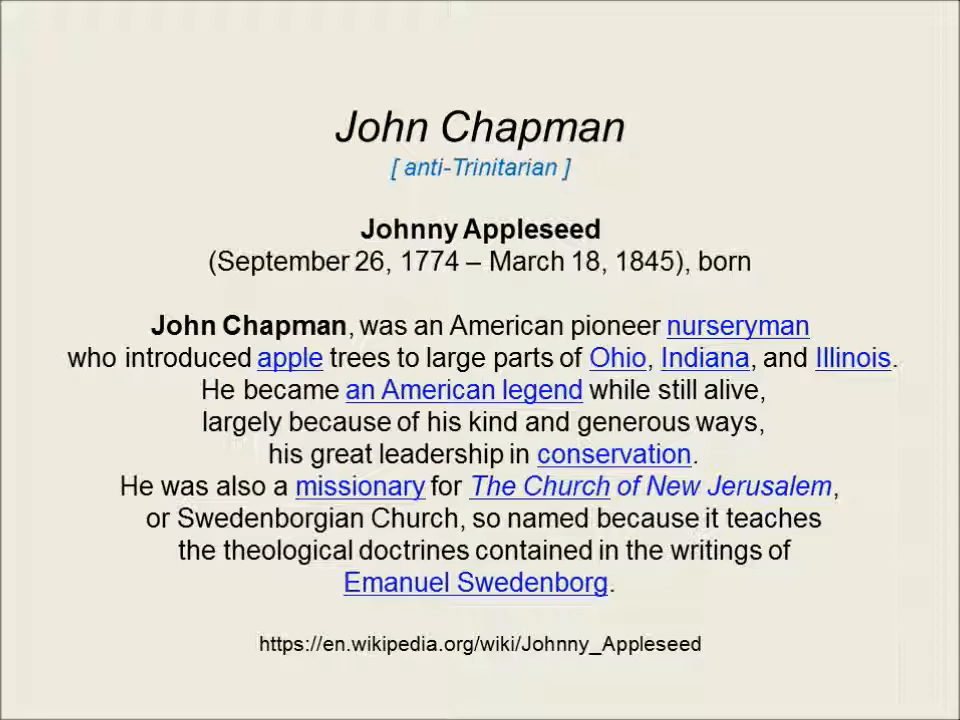 John Chapman
[ anti-Trinitarian ]
Johnny Appleseed
(September 26, 1774 – March 18, 1845), born
John Chapman, was an American pioneer nurseryman
who introduced apple trees to large parts of Ohio, Indiana, and Illinois.
He became an American legend while still alive,
largely because of his kind and generous ways,
his great leadership in conservation.
He was also a missionary for The Church of New Jerusalem,
or Swedenborgian Church, so named because it teaches
the theological doctrines contained in the writings of
Emanuel Swedenborg.
https://en.wikipedia.org/wiki/Johnny_Appleseed